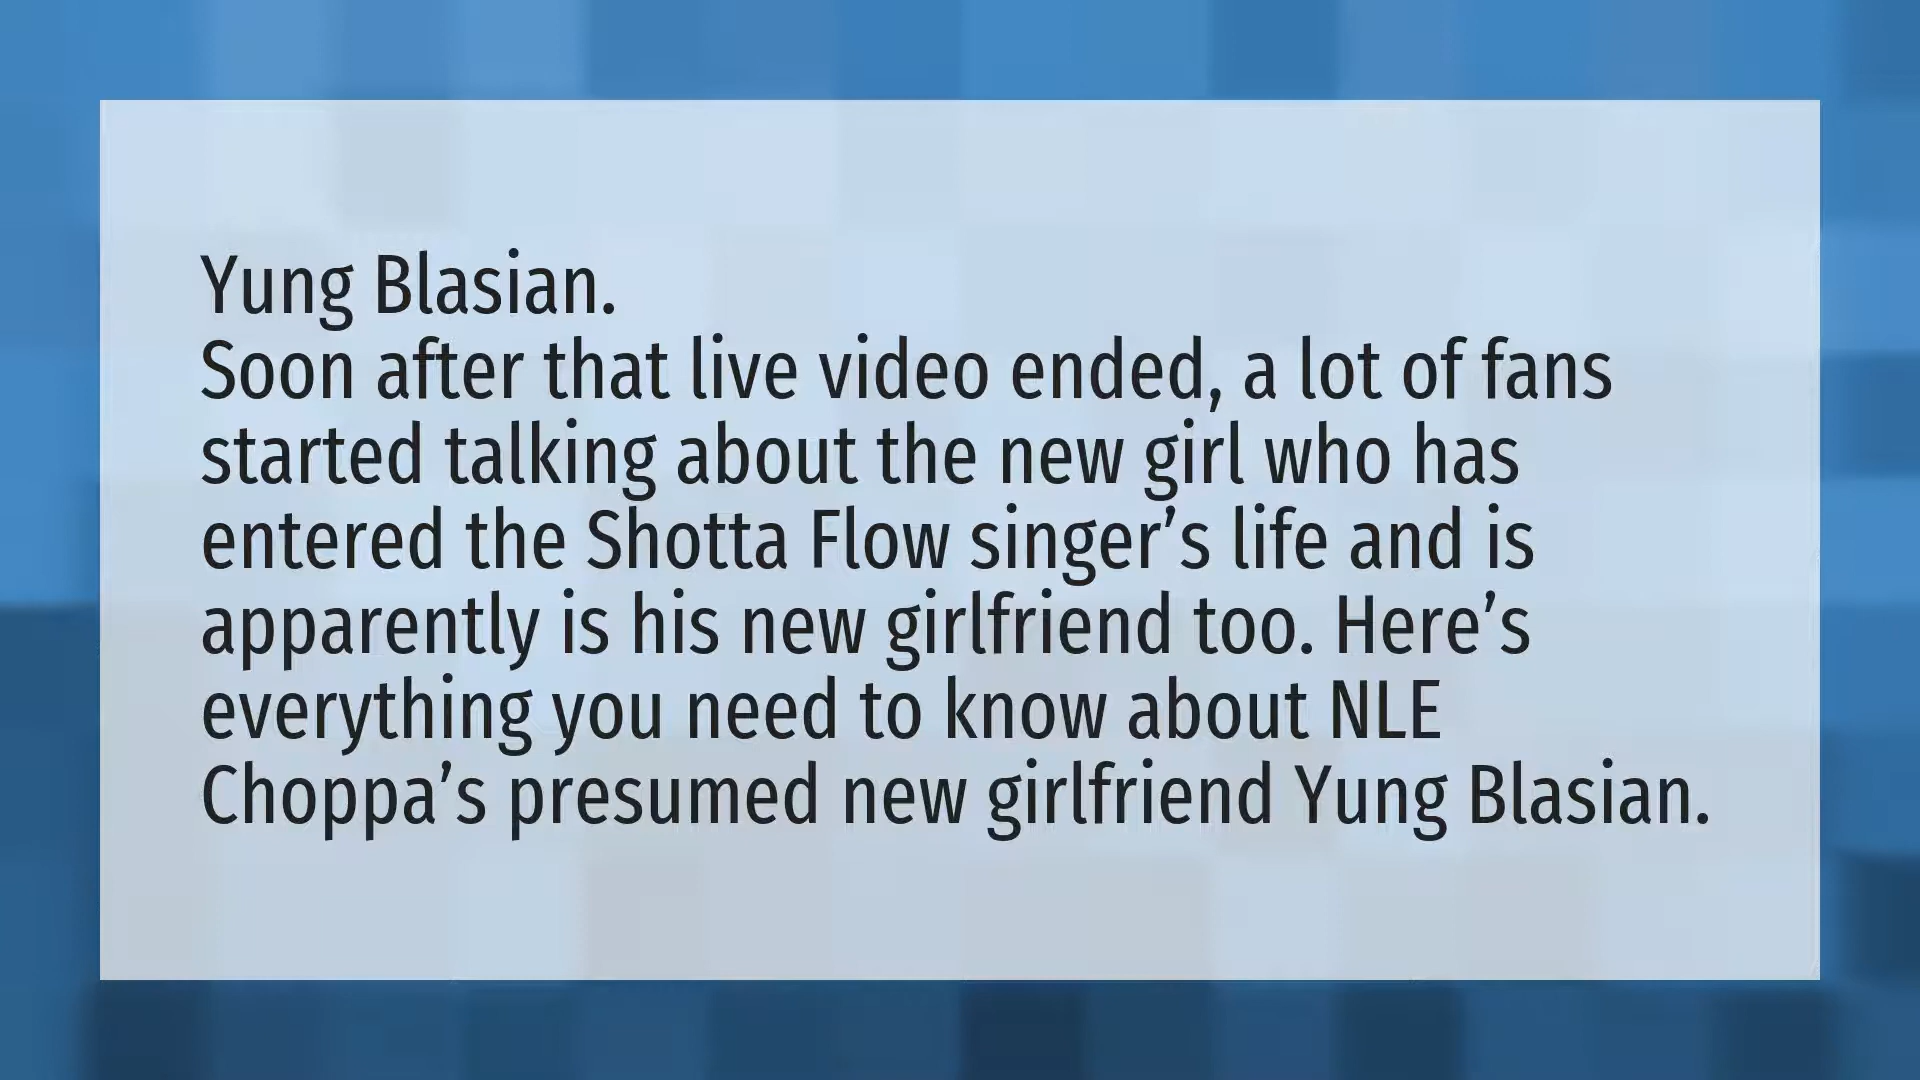 Yung Blasian.
Soon after that live video ended, a lot of fans
started talking about the new girl who has
entered the Shotta Flow singer’s life and is
apparently is his new girlfriend too. Here’s
everything you need to know about NLE
Choppa’s presumed new girlfriend Yung Blasian.